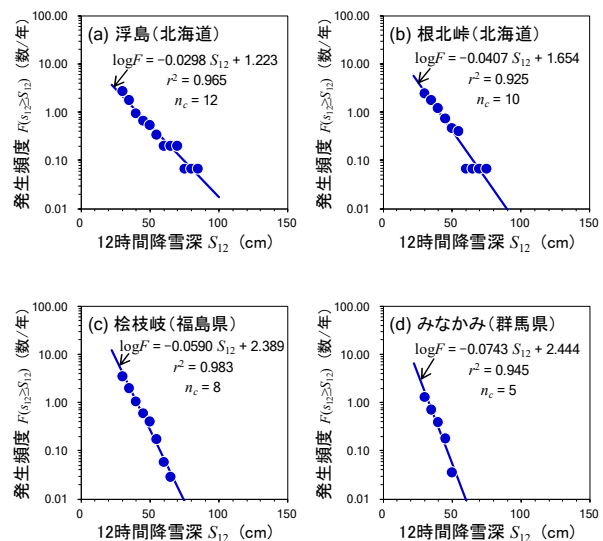 発生頻度 F(s₁₂≥S₁₂) (数/年)
100.00
10.00
1.00
0.10
0.01
(a) 浮島(北海道)
logF = −0.0298 S₁₂ + 1.223
r² = 0.965
n_c = 12
0 50 100 150
12時間降雪深 S₁₂ (cm)
発生頻度 F(s₁₂≥S₁₂) (数/年)
100.00
10.00
1.00
0.10
0.01
(b) 根北峠(北海道)
logF = −0.0407 S₁₂ + 1.654
r² = 0.925
n_c = 10
0 50 100 150
12時間降雪深 S₁₂ (cm)
発生頻度 F(s₁₂≥S₁₂) (数/年)
100.00
10.00
1.00
0.10
0.01
(c) 桧枝岐(福島県)
logF = −0.0590 S₁₂ + 2.389
r² = 0.983
n_c = 8
0 50 100 150
12時間降雪深 S₁₂ (cm)
発生頻度 F(s₁₂≥S₁₂) (数/年)
100.00
10.00
1.00
0.10
0.01
(d) みなかみ(群馬県)
logF = −0.0743 S₁₂ + 2.444
r² = 0.945
n_c = 5
0 50 100 150
12時間降雪深 S₁₂ (cm)